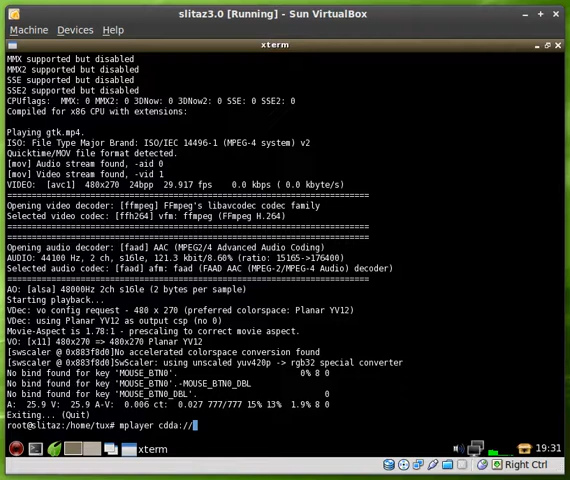 slitaz3.0 [Running] - Sun VirtualBox
Machine Devices Help
xterm
MMX supported but disabled
MMX2 supported but disabled
SSE supported but disabled
SSE2 supported but disabled
CPUflags:  MMX: 0 MMX2: 0 3DNow: 0 3DNow2: 0 SSE: 0 SSE2: 0
Compiled for x86 CPU with extensions:
Playing gtk.mp4.
ISO: File Type Major Brand: ISO/IEC 14496-1 (MPEG-4 system) v2
Quicktime/MOV file format detected.
[mov] Audio stream found, -aid 0
[mov] Video stream found, -vid 1
VIDEO:  [avc1]  480x270  24bpp  29.917 fps    0.0 kbps ( 0.0 kbyte/s)
==========================================================================
Opening video decoder: [ffmpeg] FFmpeg's libavcodec codec family
Selected video codec: [ffh264] vfm: ffmpeg (FFmpeg H.264)
==========================================================================
==========================================================================
Opening audio decoder: [faad] AAC (MPEG2/4 Advanced Audio Coding)
AUDIO: 44100 Hz, 2 ch, s16le, 121.3 kbit/8.60% (ratio: 15165->176400)
Selected audio codec: [faad] afm: faad (FAAD AAC (MPEG-2/MPEG-4 Audio) decoder)
==========================================================================
AO: [alsa] 48000Hz 2ch s16le (2 bytes per sample)
Starting playback...
VDec: vo config request - 480 x 270 (preferred colorspace: Planar YV12)
VDec: using Planar YV12 as output csp (no 0)
Movie-Aspect is 1.78:1 - prescaling to correct movie aspect.
VO: [x11] 480x270 => 480x270 Planar YV12
[swscaler @ 0x883f8d0]No accelerated colorspace conversion found
[swscaler @ 0x883f8d0]SwScaler: using unscaled yuv420p -> rgb32 special converter
No bind found for key 'MOUSE_BTN0'.                              0% 8 0
No bind found for key 'MOUSE_BTN0'.-MOUSE_BTN0_DBL
No bind found for key 'MOUSE_BTN0_DBL'.                          0
A:  25.9 V:  25.9 A-V:  0.006 ct:  0.027 777/777 15% 13%  1.9% 8 0
Exiting... (Quit)
root@slitaz:/home/tux# mplayer cdda://
xterm 19:31
Right Ctrl